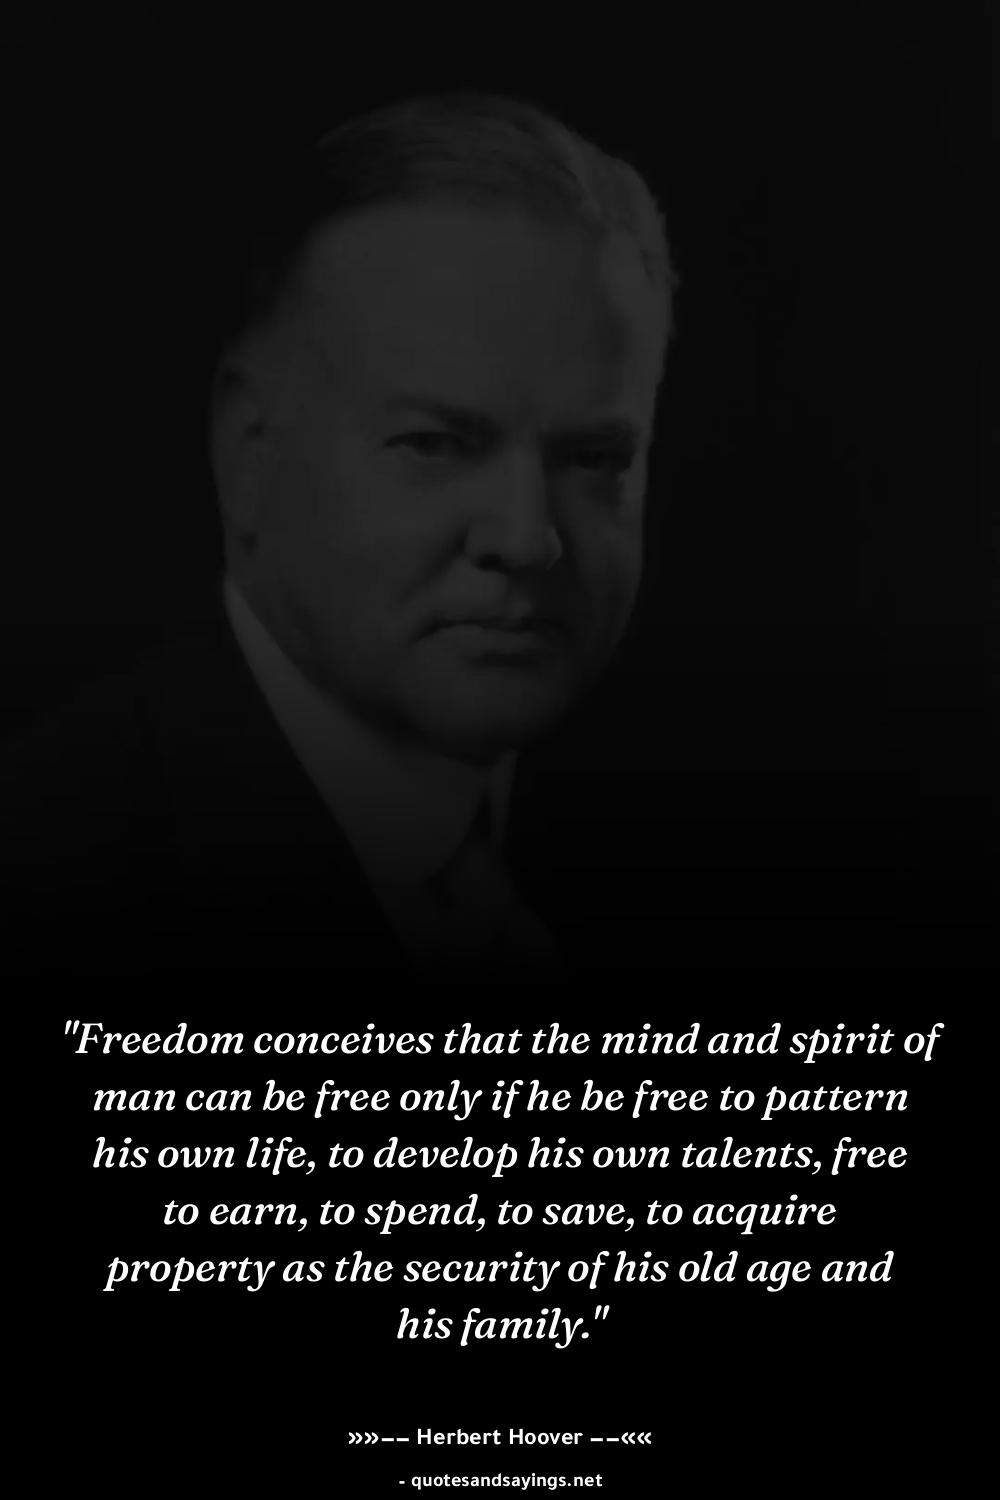 "Freedom conceives that the mind and spirit of
man can be free only if he be free to pattern
his own life, to develop his own talents, free
to earn, to spend, to save, to acquire
property as the security of his old age and
his family."
»»−− Herbert Hoover −−««
- quotesandsayings.net